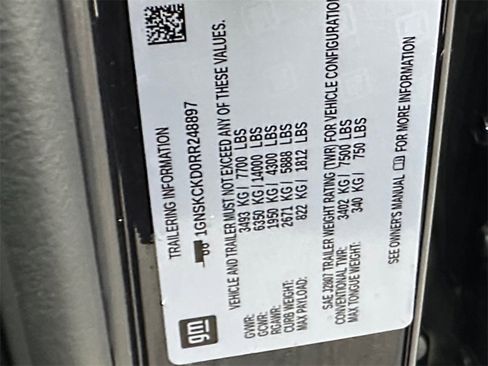 gm
TRAILERING INFORMATION
1GNSKCKD0RR248897
VEHICLE AND TRAILER MUST NOT EXCEED ANY OF THESE VALUES.
GVWR: 3493 KG / 7700 LBS
GCWR: 6350 KG / 14000 LBS
RGAWR: 1950 KG / 4300 LBS
CURB WEIGHT: 2671 KG / 5888 LBS
MAX PAYLOAD: 822 KG / 1812 LBS
SAE J2807 TRAILER WEIGHT RATING (TWR) FOR VEHICLE CONFIGURATION
CONVENTIONAL TWR: 3402 KG / 7500 LBS
MAX TONGUE WEIGHT: 340 KG / 750 LBS
SEE OWNER'S MANUAL FOR MORE INFORMATION